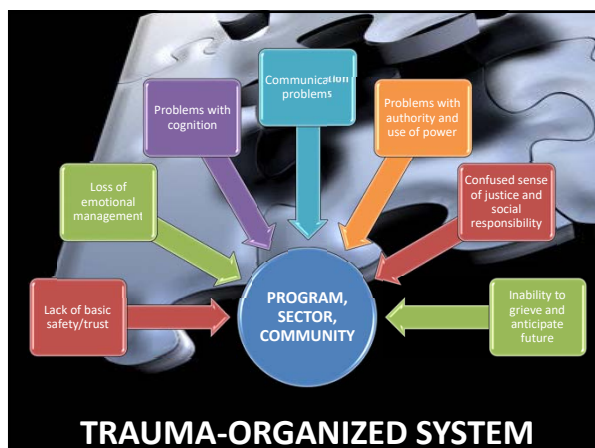 Communication
problems
Problems with
cognition
Problems with
authority and
use of power
Loss of
emotional
management
Confused sense
of justice and
social
responsibility
Lack of basic
safety/trust
PROGRAM,
SECTOR,
COMMUNITY
Inability to
grieve and
anticipate
future
TRAUMA-ORGANIZED SYSTEM